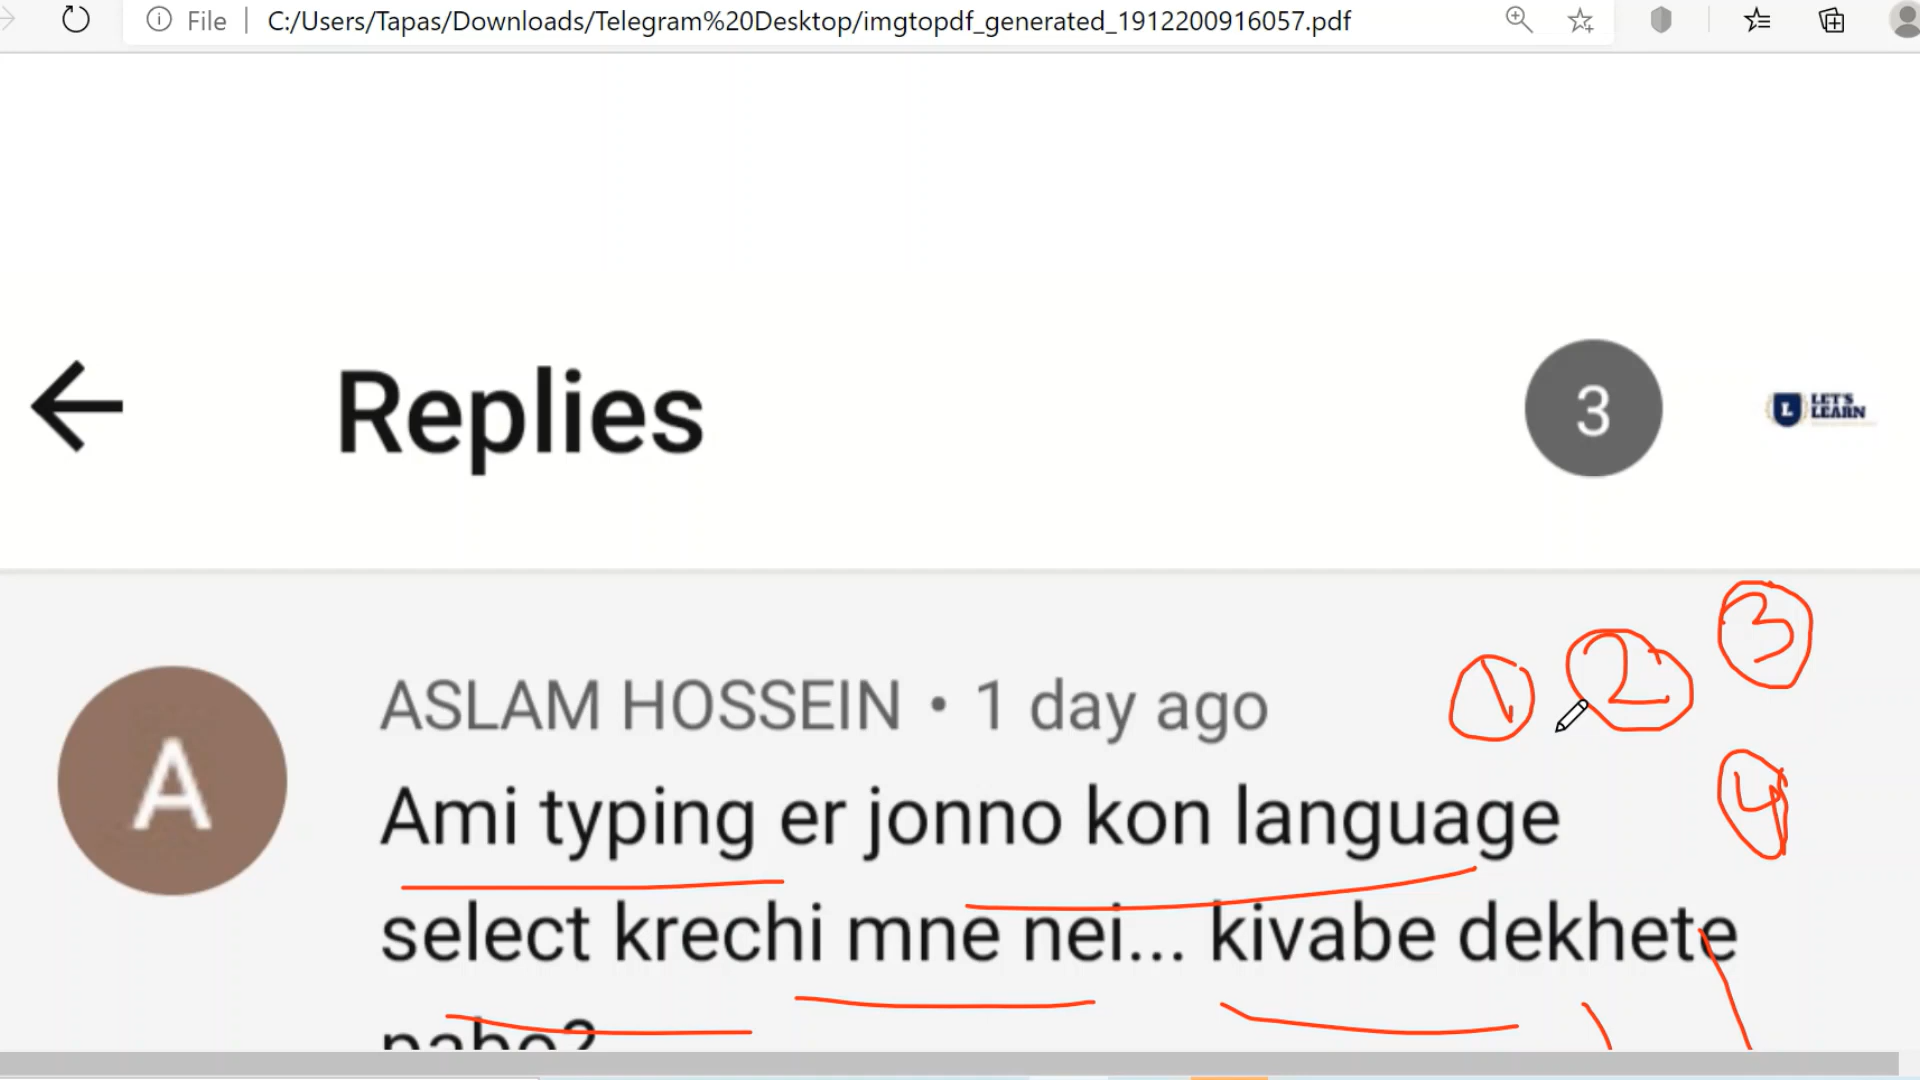 File
C:/Users/Tapas/Downloads/Telegram%20Desktop/imgtopdf_generated_1912200916057.pdf
Replies
3
L LET'S
LEARN
3
1 2
A
ASLAM HOSSEIN • 1 day ago
4
Ami typing er jonno kon language
select krechi mne nei... kivabe dekhete
pabo?